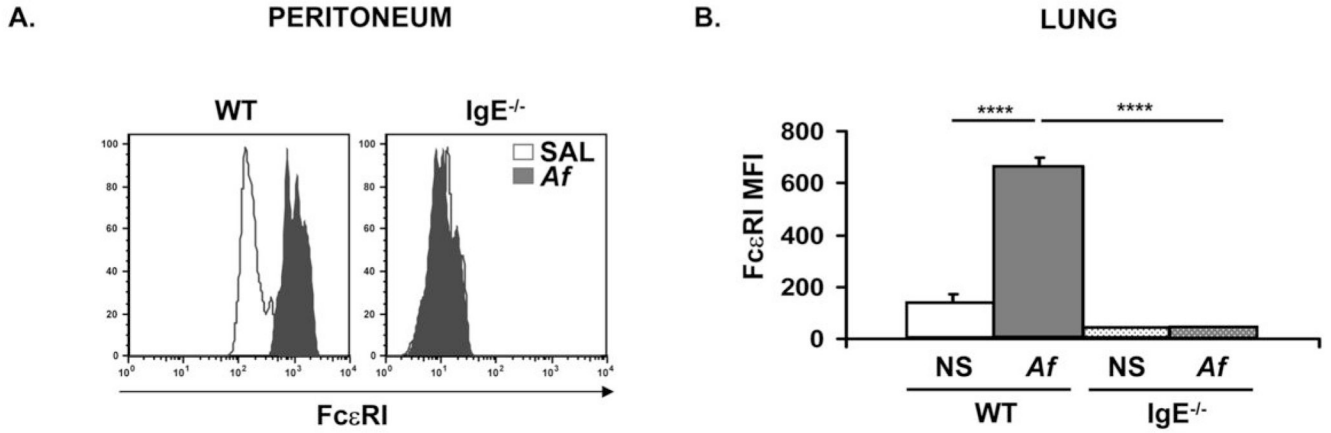 A.
PERITONEUM
WT
IgE-/-
100
80
60
40
20
0
10⁰ 10¹ 10² 10³ 10⁴
100
80
60
40
20
0
10⁰ 10¹ 10² 10³ 10⁴
SAL
Af
FcεRI
B.
LUNG
**** ****
FcεRI MFI
800
600
400
200
0
NS Af NS Af
WT IgE-/-